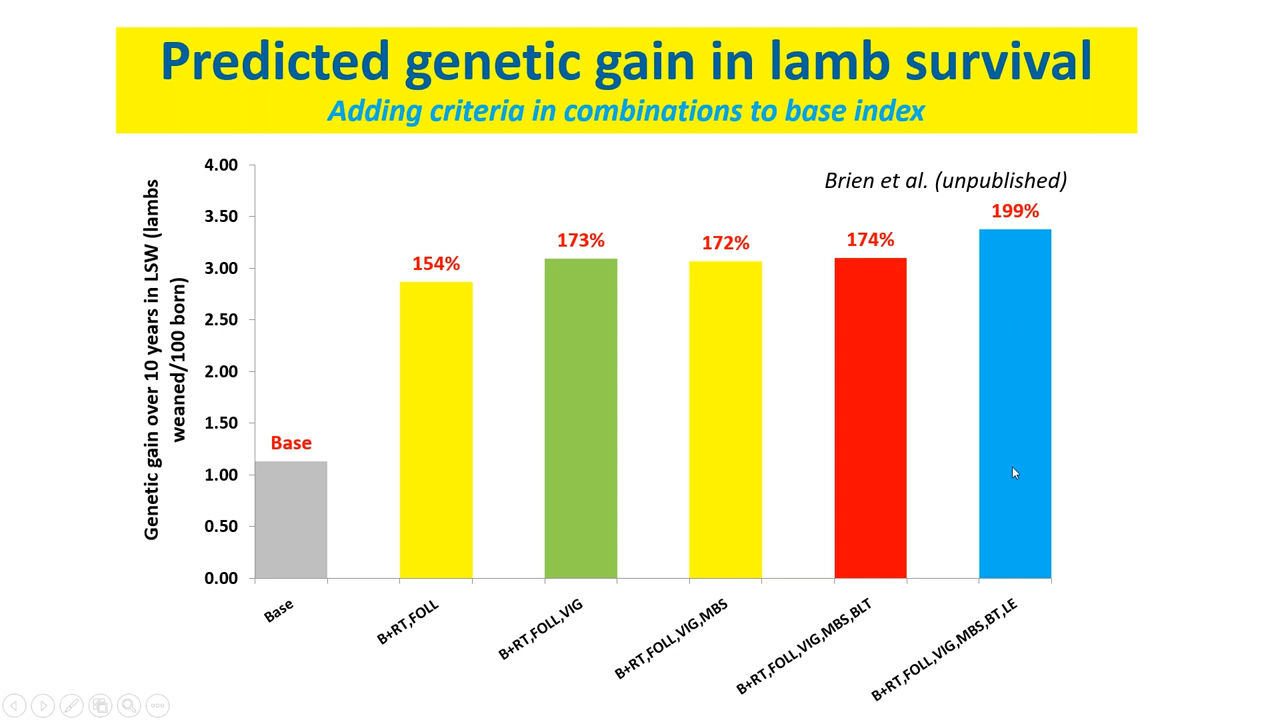 Predicted genetic gain in lamb survival
Adding criteria in combinations to base index
Brien et al. (unpublished)
Genetic gain over 10 years in LSW (lambs
weaned/100 born)
4.00
3.50
3.00
2.50
2.00
1.50
1.00
0.50
0.00
Base
154%
173%
172%
174%
199%
Base
B+RT,FOLL
B+RT,FOLL,VIG
B+RT,FOLL,VIG,MBS
B+RT,FOLL,VIG,MBS,BLT
B+RT,FOLL,VIG,MBS,BT,LE